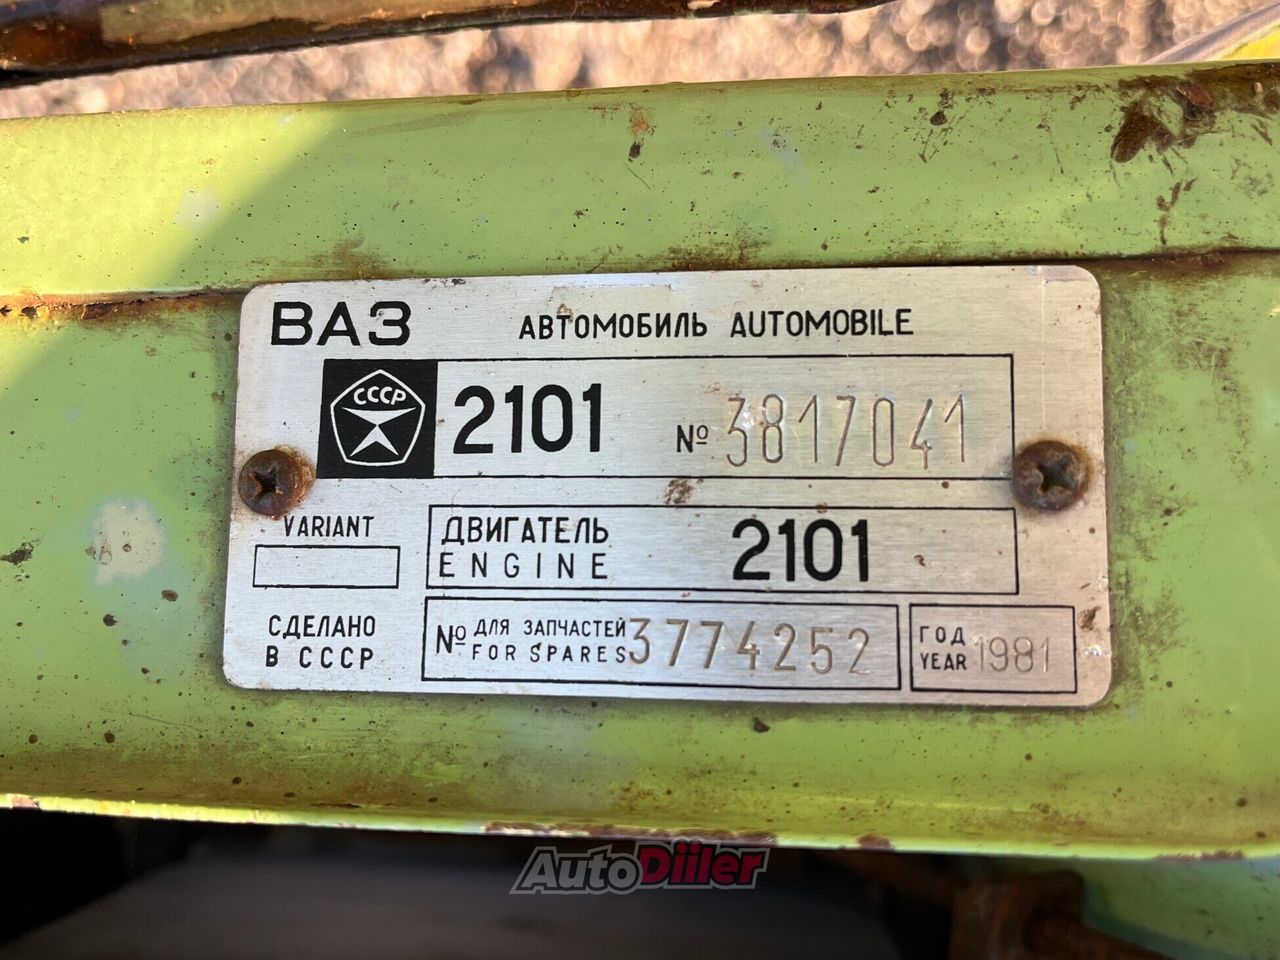 ВАЗ АВТОМОБИЛЬ AUTOMOBILE
СССР 2101 № 3817041
VARIANT
ДВИГАТЕЛЬ 2101
ENGINE
СДЕЛАНО
В СССР
№ ДЛЯ ЗАПЧАСТЕЙ 3774252
FOR SPARES
ГОД 1981
YEAR
AutoDiiler